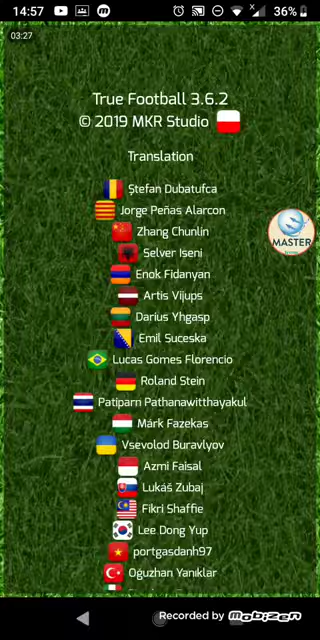 14:57
36%
03:27
True Football 3.6.2
© 2019 MKR Studio
Translation
Ștefan Dubatufca
Jorge Peñas Alarcon
Zhang Chunlin
Selver Iseni
MASTER
Enok Fidanyan
Artis Vijups
Darius Yhgasp
Emil Suceska
Lucas Gomes Florencio
Roland Stein
Patiparn Pathanawitthayakul
Márk Fazekas
Vsevolod Buravlyov
Azmi Faisal
Lukáš Zubaj
Fikri Shaffie
Lee Dong Yup
portgasdanh97
Oğuzhan Yanıklar
Recorded by MOBIZEN